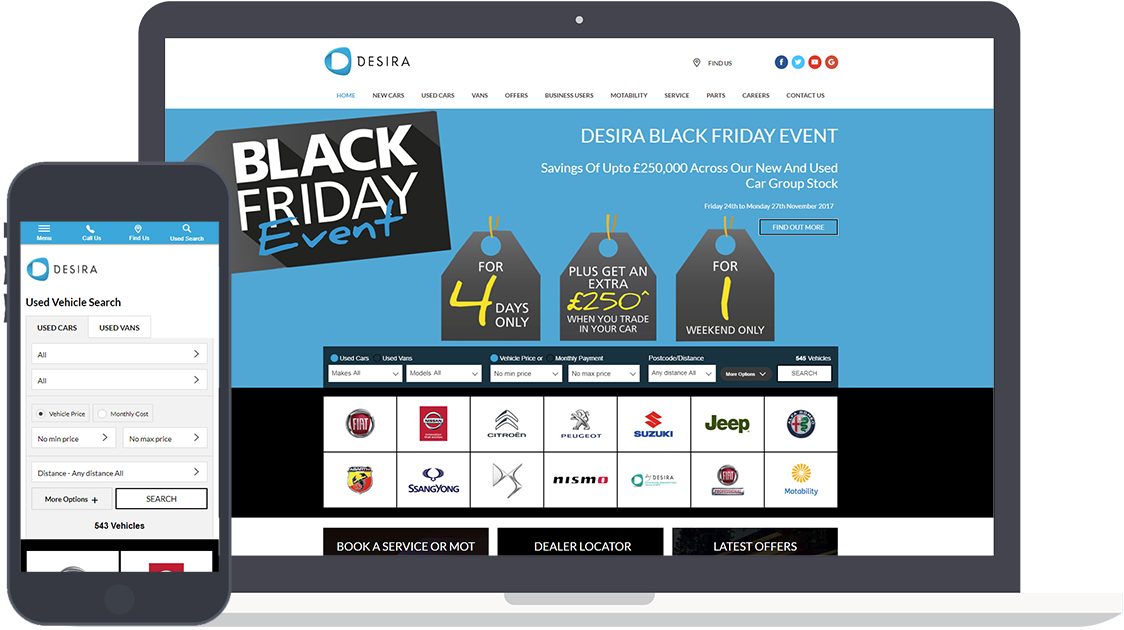 DESIRA
FIND US
HOME NEW CARS USED CARS VANS OFFERS BUSINESS USERS MOTABILITY SERVICE PARTS CAREERS CONTACT US
BLACK
FRIDAY
Event
DESIRA BLACK FRIDAY EVENT
Savings Of Upto £250,000 Across Our New And Used
Car Group Stock
Friday 24th to Monday 27th November 2017
FIND OUT MORE
FOR
4 DAYS
ONLY
PLUS GET AN
EXTRA
£250^
WHEN YOU TRADE
IN YOUR CAR
FOR
1
WEEKEND ONLY
Used Cars Used Vans Vehicle Price or Monthly Payment Postcode/Distance 545 Vehicles
Makes All Models All No min price No max price Any distance All More Options SEARCH
FIAT NISSAN CITROËN PEUGEOT SUZUKI Jeep
SSANGYONG nismo by DESIRA FIAT PROFESSIONAL Motability
BOOK A SERVICE OR MOT DEALER LOCATOR LATEST OFFERS
Menu Call Us Find Us Used Search
DESIRA
Used Vehicle Search
USED CARS USED VANS
All
All
Vehicle Price Monthly Cost
No min price No max price
Distance - Any distance All
More Options + SEARCH
543 Vehicles